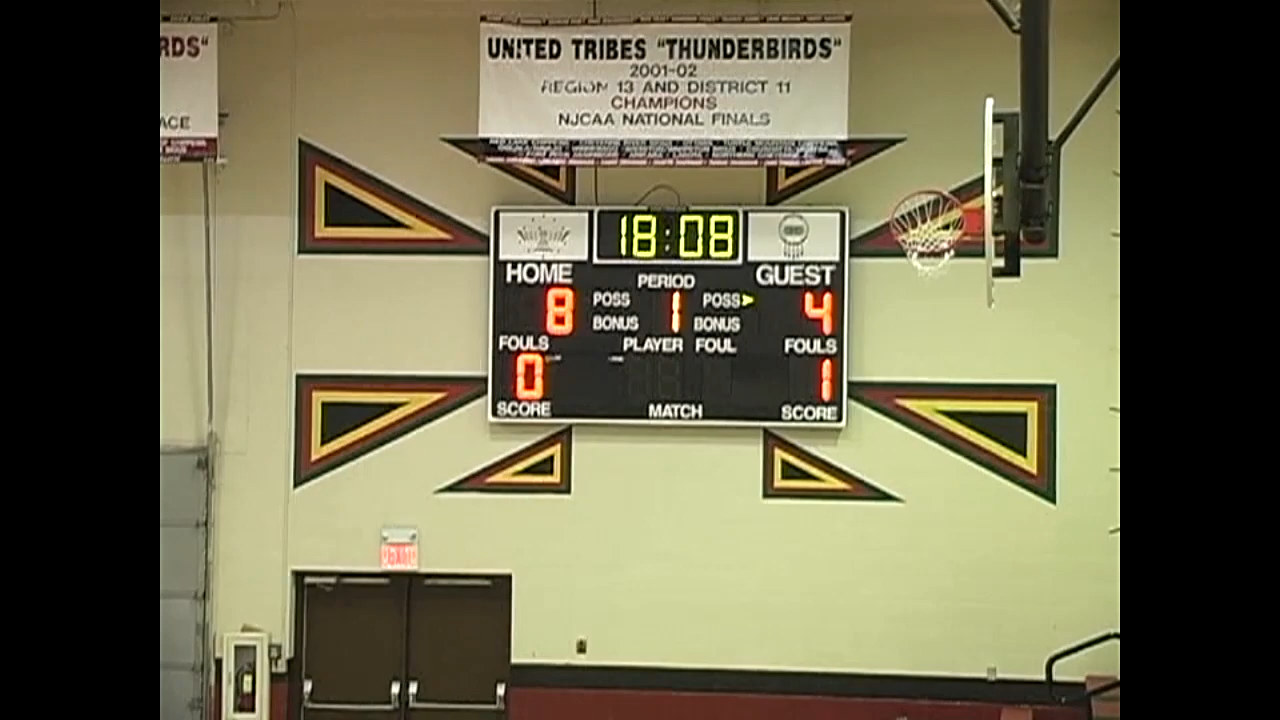 RDS"
ACE
UNITED TRIBES "THUNDERBIRDS"
2001-02
REGION 13 AND DISTRICT 11
CHAMPIONS
NJCAA NATIONAL FINALS
18:08
HOME PERIOD GUEST
8 POSS 1 POSS 4
BONUS BONUS
FOULS PLAYER FOUL FOULS
0 1
SCORE MATCH SCORE